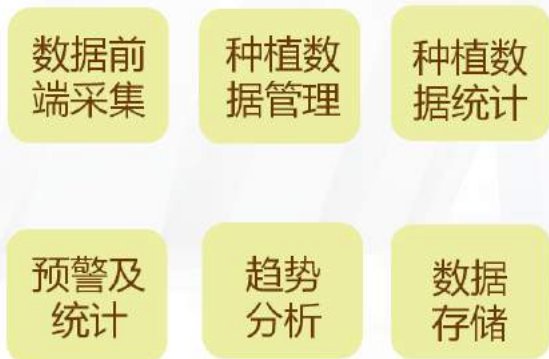 数据前
端采集
种植数
据管理
种植数
据统计
预警及
统计
趋势
分析
数据
存储